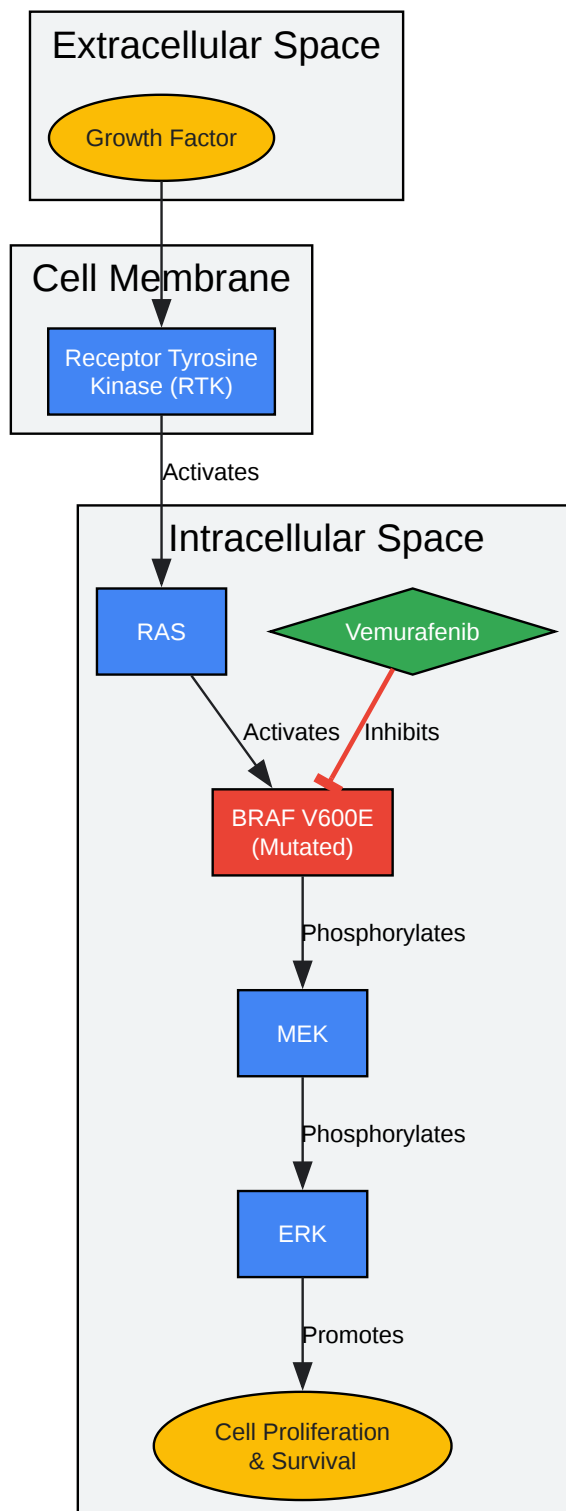 Extracellular Space
Growth Factor
Cell Membrane
Receptor Tyrosine
Kinase (RTK)
Activates
Intracellular Space
RAS
Vemurafenib
Activates
Inhibits
BRAF V600E
(Mutated)
Phosphorylates
MEK
Phosphorylates
ERK
Promotes
Cell Proliferation
& Survival